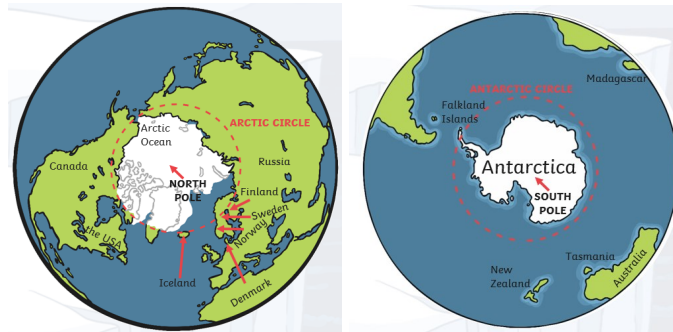 Arctic
Ocean
ARCTIC CIRCLE
Canada
Russia
NORTH
POLE
Finland
Sweden
Norway
the USA
Iceland
Denmark
Madagascar
ANTARCTIC CIRCLE
Falkland
Islands
Antarctica
SOUTH
POLE
Tasmania
Australia
New
Zealand